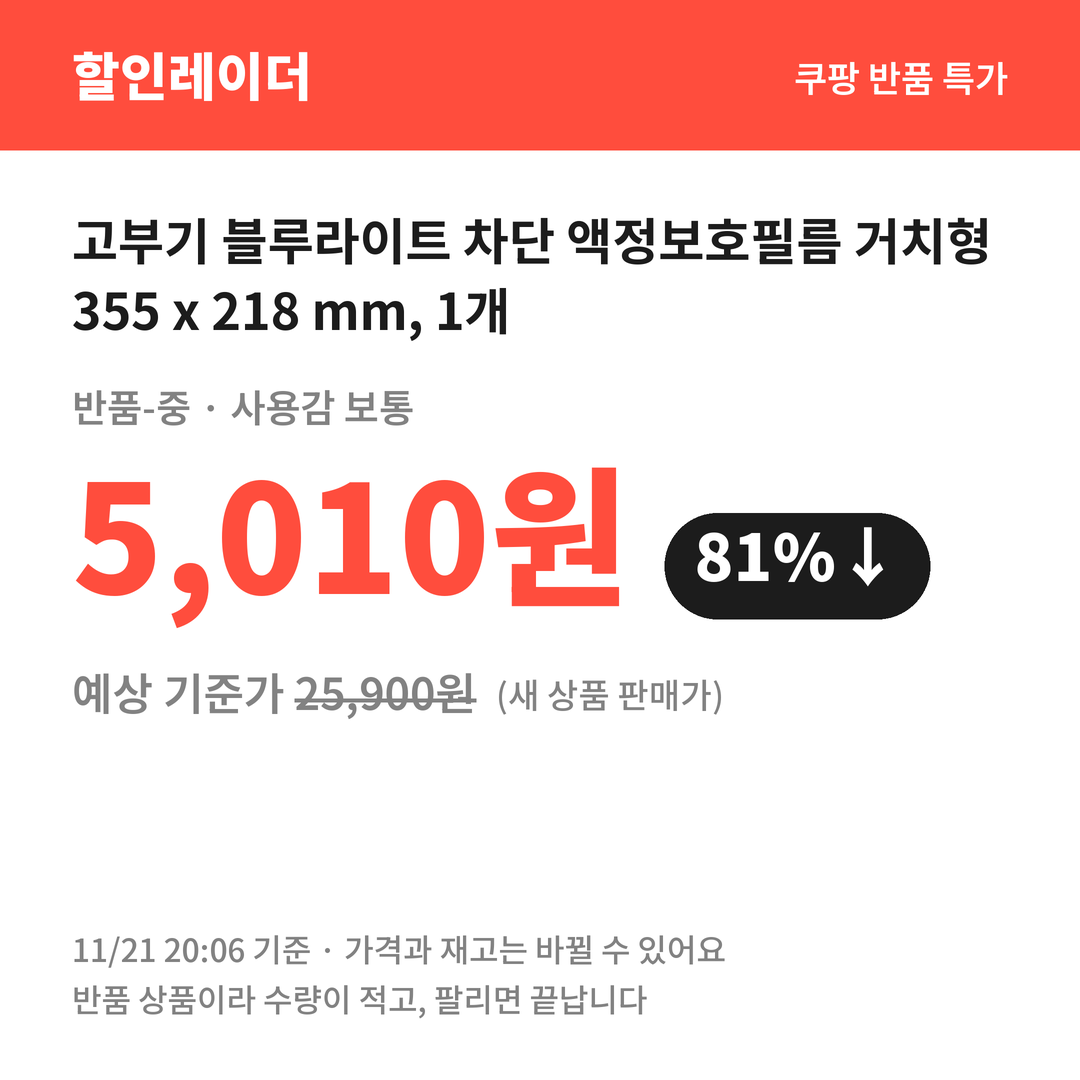 할인레이더
쿠팡 반품 특가
고부기 블루라이트 차단 액정보호필름 거치형
355 x 218 mm, 1개
반품-중 · 사용감 보통
5,010원 81%↓
예상 기준가 25,900원 (새 상품 판매가)
11/21 20:06 기준 · 가격과 재고는 바뀔 수 있어요
반품 상품이라 수량이 적고, 팔리면 끝납니다